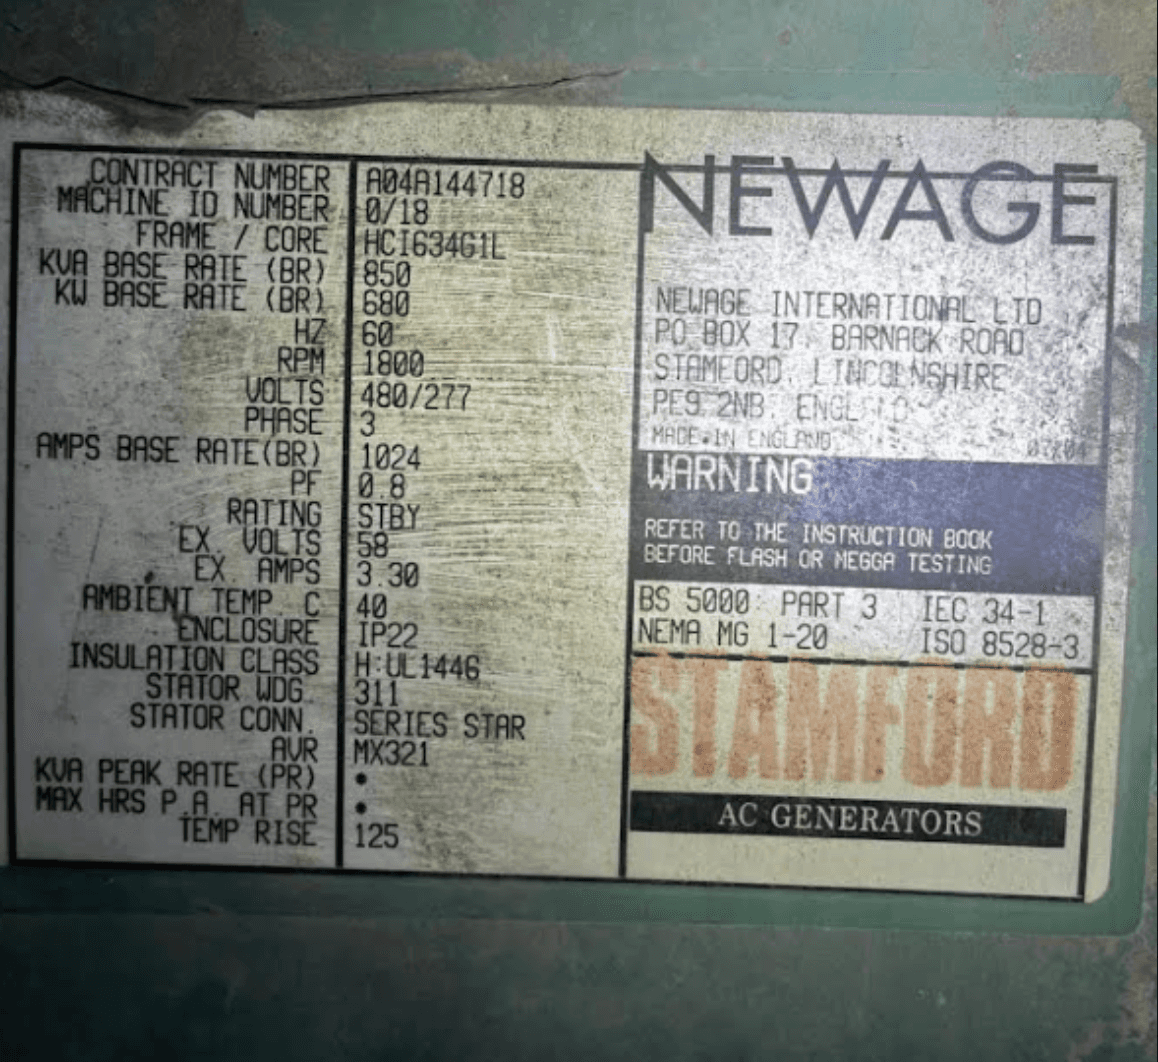 CONTRACT NUMBER A04A144718
MACHINE ID NUMBER 0/18
FRAME / CORE HCI634G1L
KVA BASE RATE (BR) 850
KW BASE RATE (BR) 680
HZ 60
RPM 1800
VOLTS 480/277
PHASE 3
AMPS BASE RATE(BR) 1024
PF 0.8
RATING STBY
EX. VOLTS 58
EX. AMPS 3.30
AMBIENT TEMP. C 40
ENCLOSURE IP22
INSULATION CLASS H:UL1446
STATOR WDG. 311
STATOR CONN. SERIES STAR
AVR MX321
KVA PEAK RATE (PR) •
MAX HRS P.A. AT PR •
TEMP RISE 125
NEWAGE
NEWAGE INTERNATIONAL LTD
PO BOX 17, BARNACK ROAD
STAMFORD, LINCOLNSHIRE
PE9 2NB,
MADE IN ENGLAND
WARNING
REFER TO THE INSTRUCTION BOOK
BEFORE FLASH OR MEGGA TESTING
BS 5000: PART 3 IEC 34-1
NEMA MG 1-20 ISO 8528-3
STAMFORD
AC GENERATORS